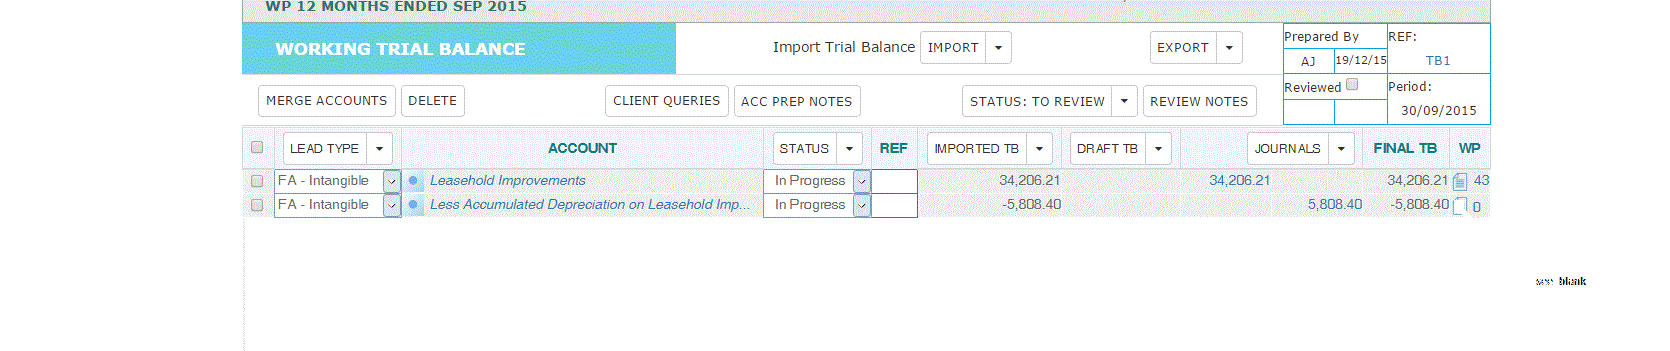 WP 12 MONTHS ENDED SEP 2015
WORKING TRIAL BALANCE
Import Trial Balance IMPORT
EXPORT
Prepared By
AJ 19/12/15
Reviewed
REF:
TB1
Period:
30/09/2015
MERGE ACCOUNTS DELETE CLIENT QUERIES ACC PREP NOTES STATUS: TO REVIEW REVIEW NOTES
LEAD TYPE ACCOUNT STATUS REF IMPORTED TB DRAFT TB JOURNALS FINAL TB WP
FA - Intangible Leasehold Improvements In Progress 34,206.21 34,206.21 34,206.21 43
FA - Intangible Less Accumulated Depreciation on Leasehold Imp... In Progress -5,808.40 5,808.40 -5,808.40 0
blank